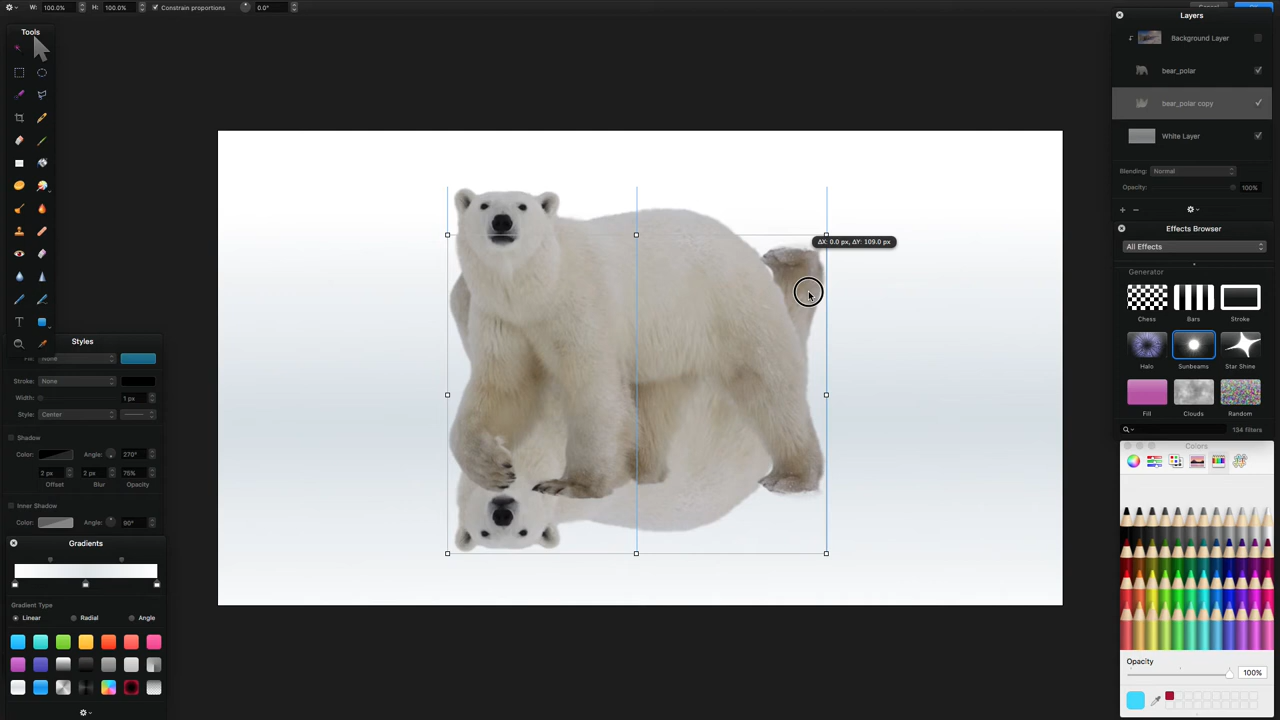 W: 100.0% H: 100.0% Constrain proportions 0.0°
Tools
T
Styles
Fill: None
Stroke: None
Width: 1 px
Style: Center
Shadow
Color: Angle: 270°
2 px 2 px 75%
Offset Blur Opacity
Inner Shadow
Color: Angle: 90°
Gradients
Gradient Type
Linear Radial Angle
ΔX: 0.0 px, ΔY: 109.0 px
Layers
Background Layer
bear_polar
bear_polar copy
White Layer
Blending: Normal
Opacity: 100%
Effects Browser
All Effects
Generator
Chess Bars Stroke
Halo Sunbeams Star Shine
Fill Clouds Random
134 filters
Colors
Opacity
100%